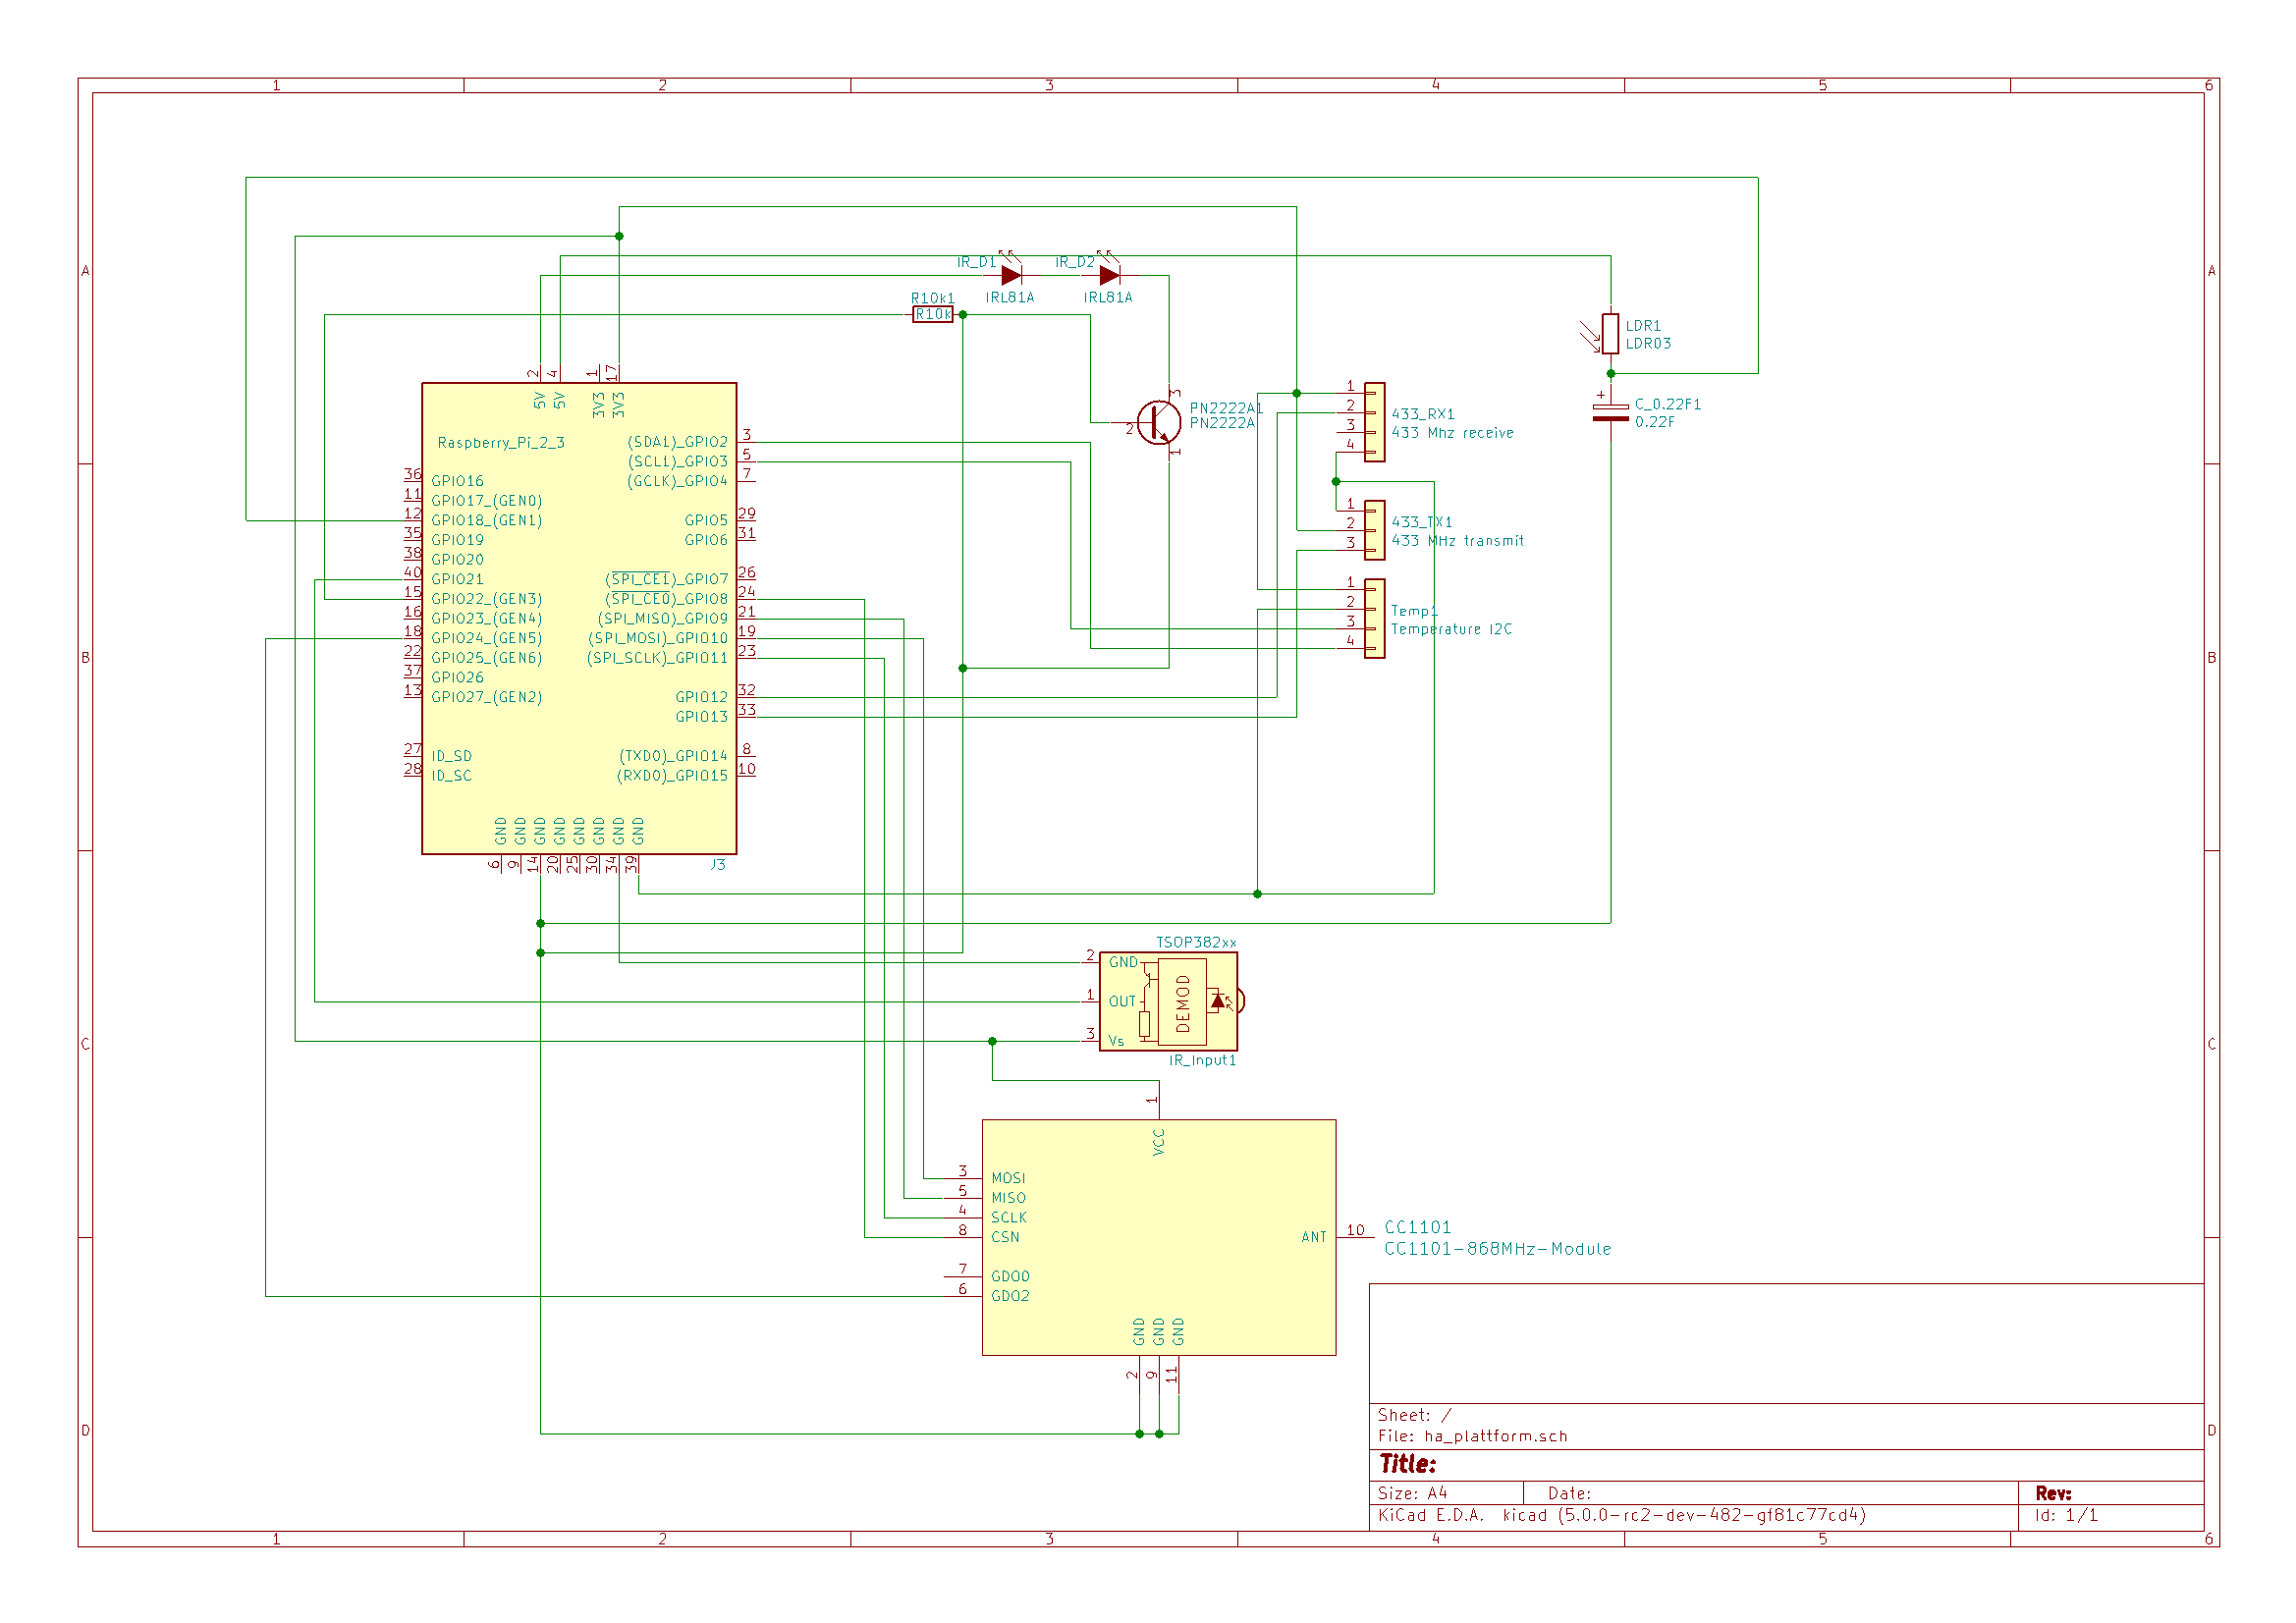 1 2 3 4 5 6
A A
IR_D1 IR_D2
IRL81A IRL81A
R10k1
R10k
LDR1
LDR03
+
C_0.22F1
0.22F
2 4 1 17
5V 5V 3V3 3V3
3
PN2222A1
PN2222A
2
1
1
2
3
4
433_RX1
433 Mhz receive
1
2
3
433_TX1
433 MHz transmit
1
2
3
4
Temp1
Temperature I2C
Raspberry_Pi_2_3
(SDA1)_GPIO2 3
(SCL1)_GPIO3 5
36 GPIO16 (GCLK)_GPIO4 7
11 GPIO17_(GEN0)
12 GPIO18_(GEN1) GPIO5 29
35 GPIO19 GPIO6 31
38 GPIO20
40 GPIO21 (SPI_CE1)_GPIO7 26
15 GPIO22_(GEN3) (SPI_CE0)_GPIO8 24
16 GPIO23_(GEN4) (SPI_MISO)_GPIO9 21
18 GPIO24_(GEN5) (SPI_MOSI)_GPIO10 19
22 GPIO25_(GEN6) (SPI_SCLK)_GPIO11 23
37 GPIO26
13 GPIO27_(GEN2) GPIO12 32
GPIO13 33
27 ID_SD (TXD0)_GPIO14 8
28 ID_SC (RXD0)_GPIO15 10
B B
GND GND GND GND GND GND GND GND
6 9 14 20 25 30 34 39
J3
TSOP382xx
2 GND
1 OUT
3 Vs
DEMOD
IR_Input1
C C
1
VCC
3 MOSI
5 MISO
4 SCLK
8 CSN
7 GDO0
6 GDO2
ANT 10
CC1101
CC1101-868MHz-Module
GND GND GND
2 9 11
D D
Sheet: /
File: ha_plattform.sch
Title:
Size: A4 Date: Rev:
KiCad E.D.A. kicad (5.0.0-rc2-dev-482-gf81c77cd4) Id: 1/1
1 2 3 4 5 6